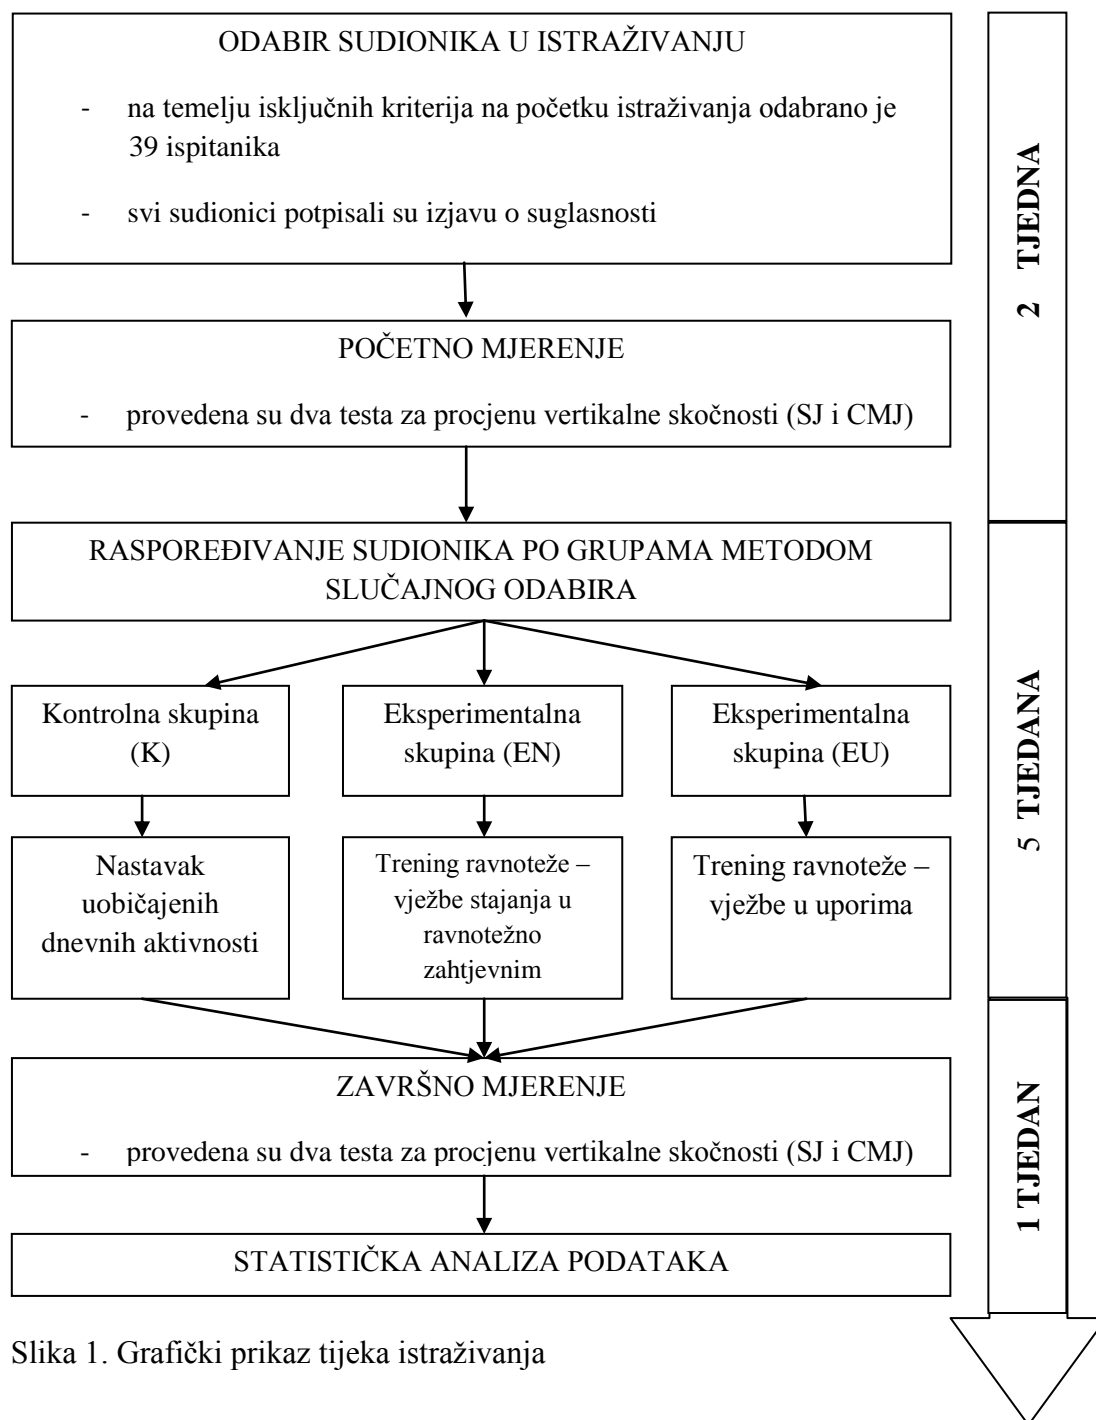 ODABIR SUDIONIKA U ISTRAŽIVANJU
- na temelju isključnih kriterija na početku istraživanja odabrano je
39 ispitanika
- svi sudionici potpisali su izjavu o suglasnosti
2 TJEDNA
POČETNO MJERENJE
- provedena su dva testa za procjenu vertikalne skočnosti (SJ i CMJ)
RASPOREĐIVANJE SUDIONIKA PO GRUPAMA METODOM
SLUČAJNOG ODABIRA
5 TJEDANA
Kontrolna skupina
(K)
Eksperimentalna
skupina (EN)
Eksperimentalna
skupina (EU)
Nastavak
uobičajenih
dnevnih aktivnosti
Trening ravnoteže –
vježbe stajanja u
ravnotežno
zahtjevnim
Trening ravnoteže –
vježbe u uporima
ZAVRŠNO MJERENJE
- provedena su dva testa za procjenu vertikalne skočnosti (SJ i CMJ)
1 TJEDAN
STATISTIČKA ANALIZA PODATAKA
Slika 1. Grafički prikaz tijeka istraživanja